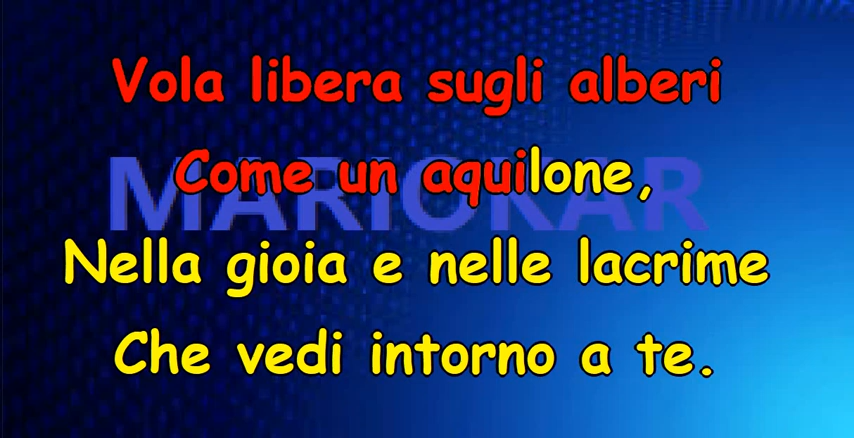 Vola libera sugli alberi
MARIOKAR
Come un aquilone,
Nella gioia e nelle lacrime
Che vedi intorno a te.